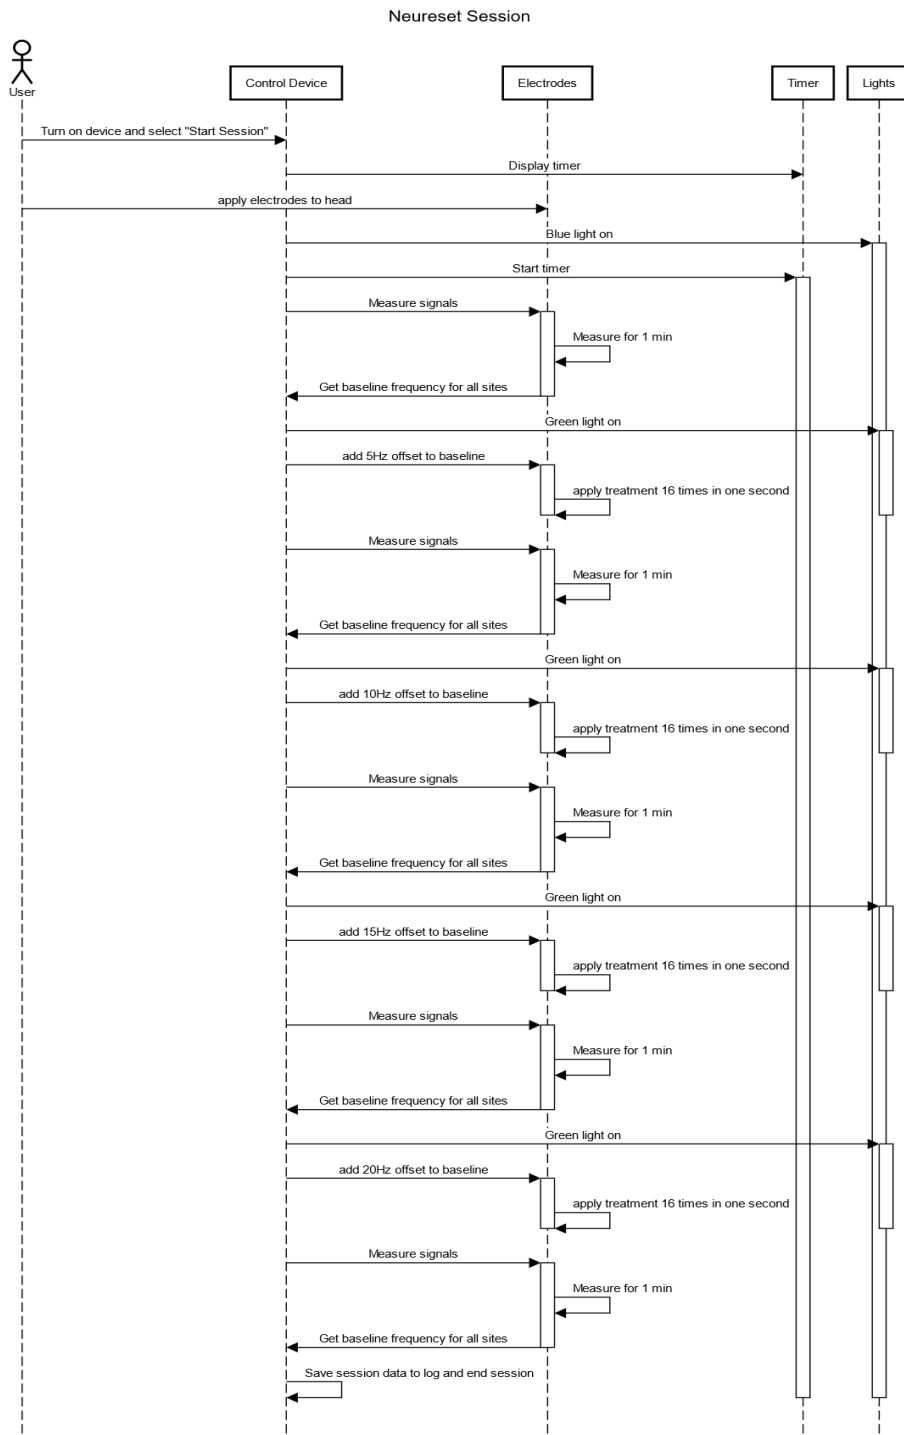 Neureset Session
User
Control Device
Electrodes
Timer
Lights
Turn on device and select "Start Session"
Display timer
apply electrodes to head
Blue light on
Start timer
Measure signals
Measure for 1 min
Get baseline frequency for all sites
Green light on
add 5Hz offset to baseline
apply treatment 16 times in one second
Measure signals
Measure for 1 min
Get baseline frequency for all sites
Green light on
add 10Hz offset to baseline
apply treatment 16 times in one second
Measure signals
Measure for 1 min
Get baseline frequency for all sites
Green light on
add 15Hz offset to baseline
apply treatment 16 times in one second
Measure signals
Measure for 1 min
Get baseline frequency for all sites
Green light on
add 20Hz offset to baseline
apply treatment 16 times in one second
Measure signals
Measure for 1 min
Get baseline frequency for all sites
Save session data to log and end session